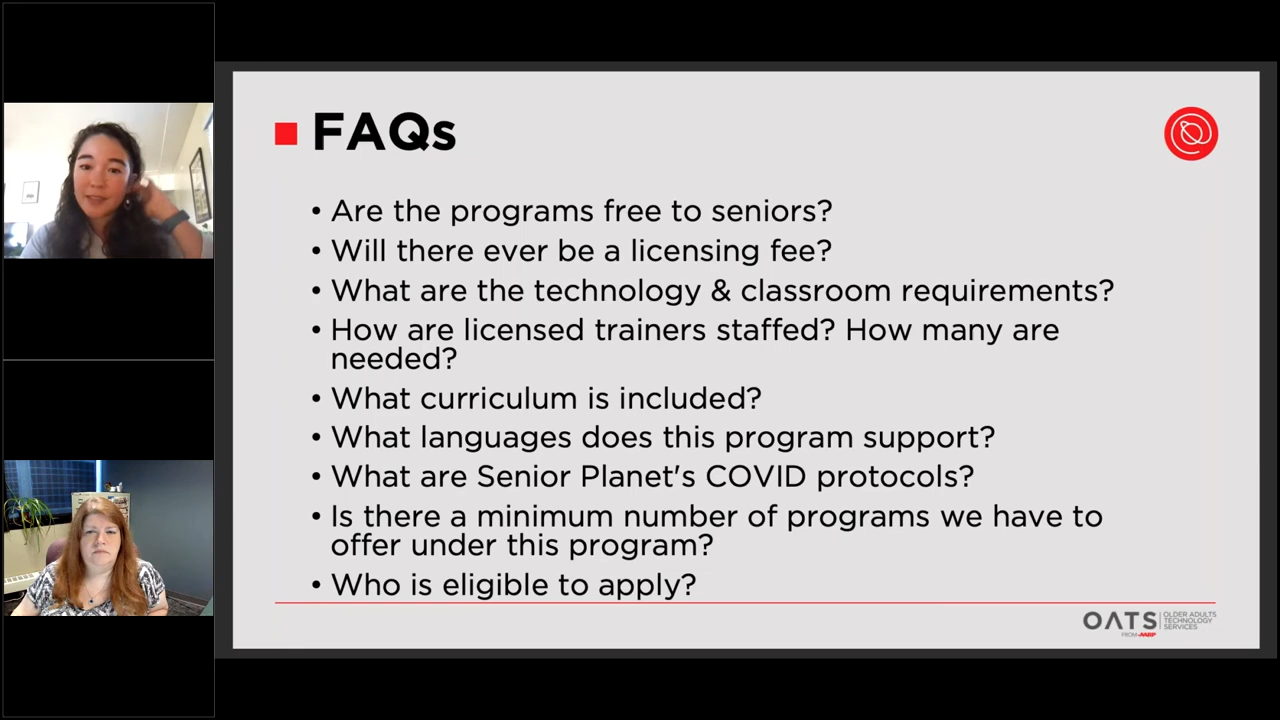 FAQs
• Are the programs free to seniors?
• Will there ever be a licensing fee?
• What are the technology & classroom requirements?
• How are licensed trainers staffed? How many are
needed?
• What curriculum is included?
• What languages does this program support?
• What are Senior Planet's COVID protocols?
• Is there a minimum number of programs we have to
offer under this program?
• Who is eligible to apply?
OATS
OLDER ADULTS
TECHNOLOGY
SERVICES
FROM AARP